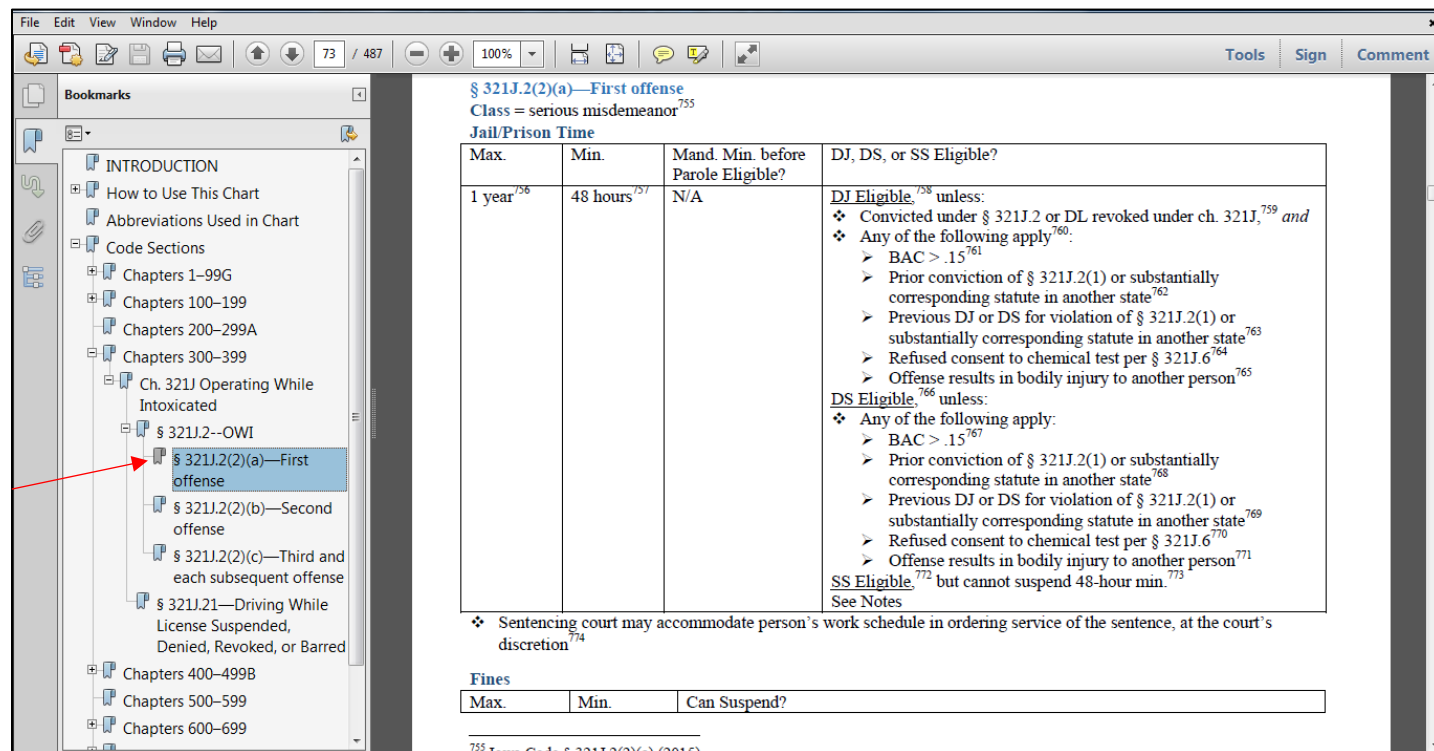 File Edit View Window Help
73 / 487
100%
Tools Sign Comment
Bookmarks
INTRODUCTION
How to Use This Chart
Abbreviations Used in Chart
Code Sections
Chapters 1–99G
Chapters 100–199
Chapters 200–299A
Chapters 300–399
Ch. 321J Operating While
Intoxicated
§ 321J.2--OWI
§ 321J.2(2)(a)—First
offense
§ 321J.2(2)(b)—Second
offense
§ 321J.2(2)(c)—Third and
each subsequent offense
§ 321J.21—Driving While
License Suspended,
Denied, Revoked, or Barred
Chapters 400–499B
Chapters 500–599
Chapters 600–699
§ 321J.2(2)(a)—First offense
Class = serious misdemeanor755
Jail/Prison Time
Max. Min. Mand. Min. before DJ, DS, or SS Eligible?
Parole Eligible?
1 year756 48 hours757 N/A DJ Eligible,758 unless:
❖ Convicted under § 321J.2 or DL revoked under ch. 321J,759 and
❖ Any of the following apply760:
➢ BAC > .15761
➢ Prior conviction of § 321J.2(1) or substantially
corresponding statute in another state762
➢ Previous DJ or DS for violation of § 321J.2(1) or
substantially corresponding statute in another state763
➢ Refused consent to chemical test per § 321J.6764
➢ Offense results in bodily injury to another person765
DS Eligible,766 unless:
❖ Any of the following apply:
➢ BAC > .15767
➢ Prior conviction of § 321J.2(1) or substantially
corresponding statute in another state768
➢ Previous DJ or DS for violation of § 321J.2(1) or
substantially corresponding statute in another state769
➢ Refused consent to chemical test per § 321J.6770
➢ Offense results in bodily injury to another person771
SS Eligible,772 but cannot suspend 48-hour min.773
See Notes
❖ Sentencing court may accommodate person's work schedule in ordering service of the sentence, at the court's
discretion774
Fines
Max. Min. Can Suspend?
755 Iowa Code § 321J.2(2)(a) (2015)